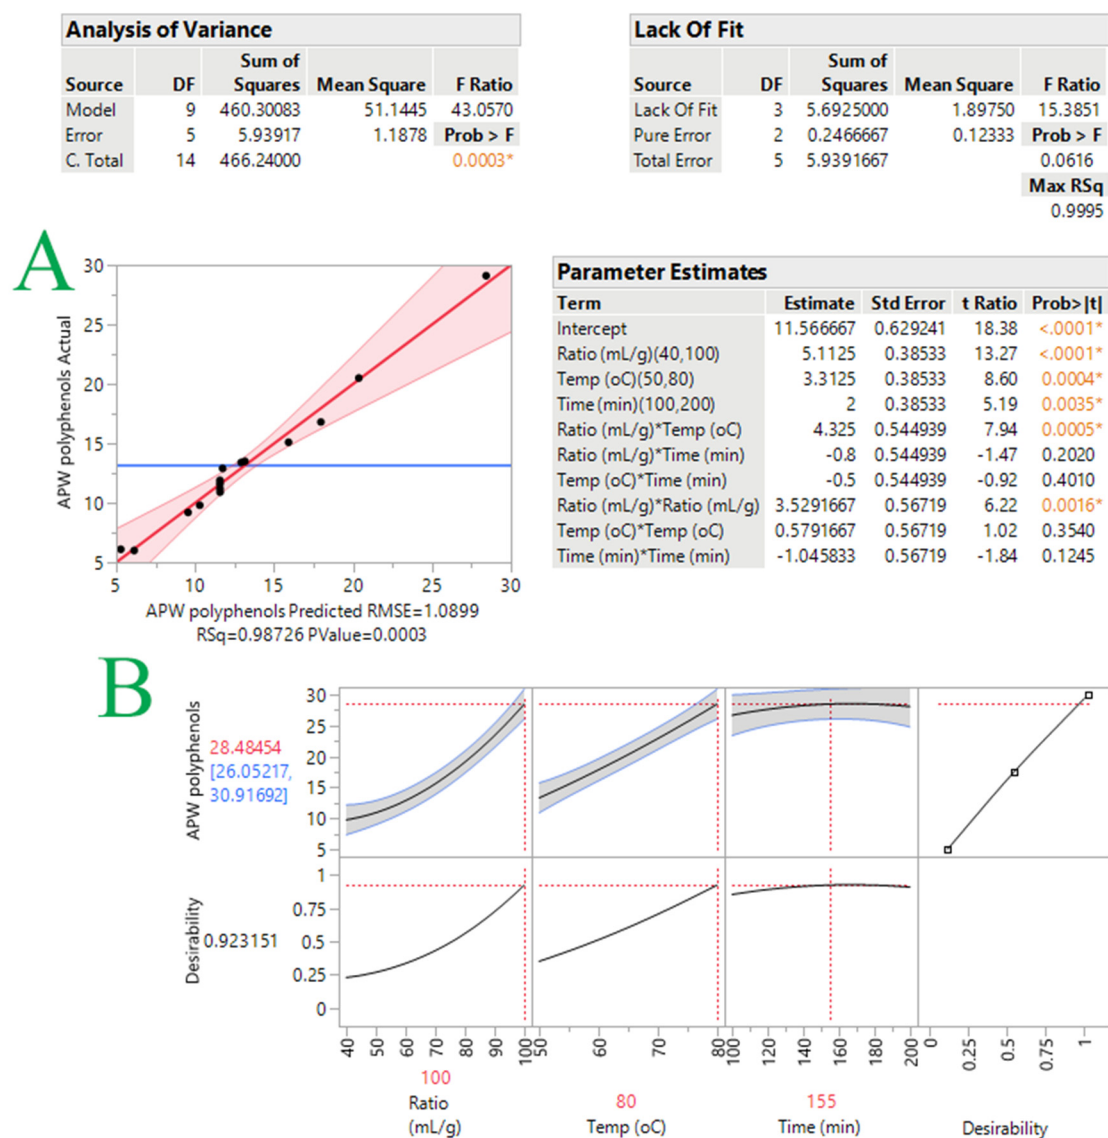 Analysis of Variance
Source DF Sum of Squares Mean Square F Ratio
Model 9 460.30083 51.1445 43.0570
Error 5 5.93917 1.1878 Prob > F
C. Total 14 466.24000 0.0003*
Lack Of Fit
Source DF Sum of Squares Mean Square F Ratio
Lack Of Fit 3 5.6925000 1.89750 15.3851
Pure Error 2 0.2466667 0.12333 Prob > F
Total Error 5 5.9391667 0.0616
Max RSq
0.9995
A
APW polyphenols Actual
30
25
20
15
10
5
5 10 15 20 25 30
APW polyphenols Predicted RMSE=1.0899
RSq=0.98726 PValue=0.0003
Parameter Estimates
Term Estimate Std Error t Ratio Prob>|t|
Intercept 11.566667 0.629241 18.38 <.0001*
Ratio (mL/g)(40,100) 5.1125 0.38533 13.27 <.0001*
Temp (oC)(50,80) 3.3125 0.38533 8.60 0.0004*
Time (min)(100,200) 2 0.38533 5.19 0.0035*
Ratio (mL/g)*Temp (oC) 4.325 0.544939 7.94 0.0005*
Ratio (mL/g)*Time (min) -0.8 0.544939 -1.47 0.2020
Temp (oC)*Time (min) -0.5 0.544939 -0.92 0.4010
Ratio (mL/g)*Ratio (mL/g) 3.5291667 0.56719 6.22 0.0016*
Temp (oC)*Temp (oC) 0.5791667 0.56719 1.02 0.3540
Time (min)*Time (min) -1.045833 0.56719 -1.84 0.1245
B
APW polyphenols
28.48454
[26.05217,
30.91692]
30
25
20
15
10
5
Desirability
0.923151
1
0.75
0.5
0.25
0
40 50 60 70 80 90 100
50 60 70 80
100 120 140 160 180 200
0 0.25 0.5 0.75 1
100
Ratio
(mL/g)
80
Temp (oC)
155
Time (min)
Desirability